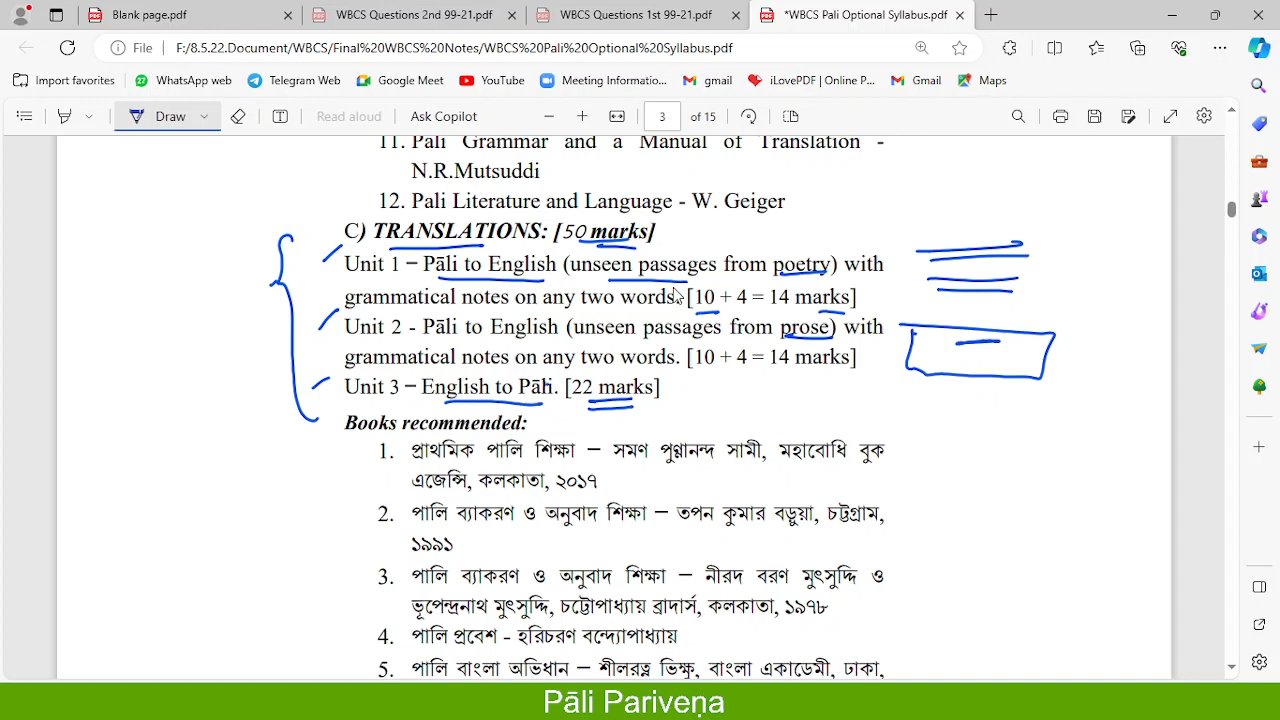 Blank page.pdf
WBCS Questions 2nd 99-21.pdf
WBCS Questions 1st 99-21.pdf
*WBCS Pali Optional Syllabus.pdf
File
F:/8.5.22.Document/WBCS/Final%20WBCS%20Notes/WBCS%20Pali%20Optional%20Syllabus.pdf
Import favorites
WhatsApp web
Telegram Web
Google Meet
YouTube
Meeting Informatio...
gmail
iLovePDF | Online P...
Gmail
Maps
Draw
Read aloud
Ask Copilot
3 of 15
11. Pali Grammar and a Manual of Translation -
N.R.Mutsuddi
12. Pali Literature and Language - W. Geiger
C) TRANSLATIONS: [50 marks]
Unit 1 – Pāli to English (unseen passages from poetry) with
grammatical notes on any two words. [10 + 4 = 14 marks]
Unit 2 - Pāli to English (unseen passages from prose) with
grammatical notes on any two words. [10 + 4 = 14 marks]
Unit 3 – English to Pāli. [22 marks]
Books recommended:
1. প্রাথমিক পালি শিক্ষা – সমণ পুণ্ণানন্দ সামী, মহাবোধি বুক
এজেন্সি, কলকাতা, ২০১৭
2. পালি ব্যাকরণ ও অনুবাদ শিক্ষা – তপন কুমার বড়ুয়া, চট্টগ্রাম,
১৯৯১
3. পালি ব্যাকরণ ও অনুবাদ শিক্ষা – নীরদ বরণ মুৎসুদ্দি ও
ভূপেন্দ্রনাথ মুৎসুদ্দি, চট্টোপাধ্যায় ব্রাদার্স, কলকাতা, ১৯৭৮
4. পালি প্রবেশ - হরিচরণ বন্দ্যোপাধ্যায়
5. পালি বাংলা অভিধান – শীলরত্ন ভিক্ষু, বাংলা একাডেমী, ঢাকা,
Pāli Pariveṇa